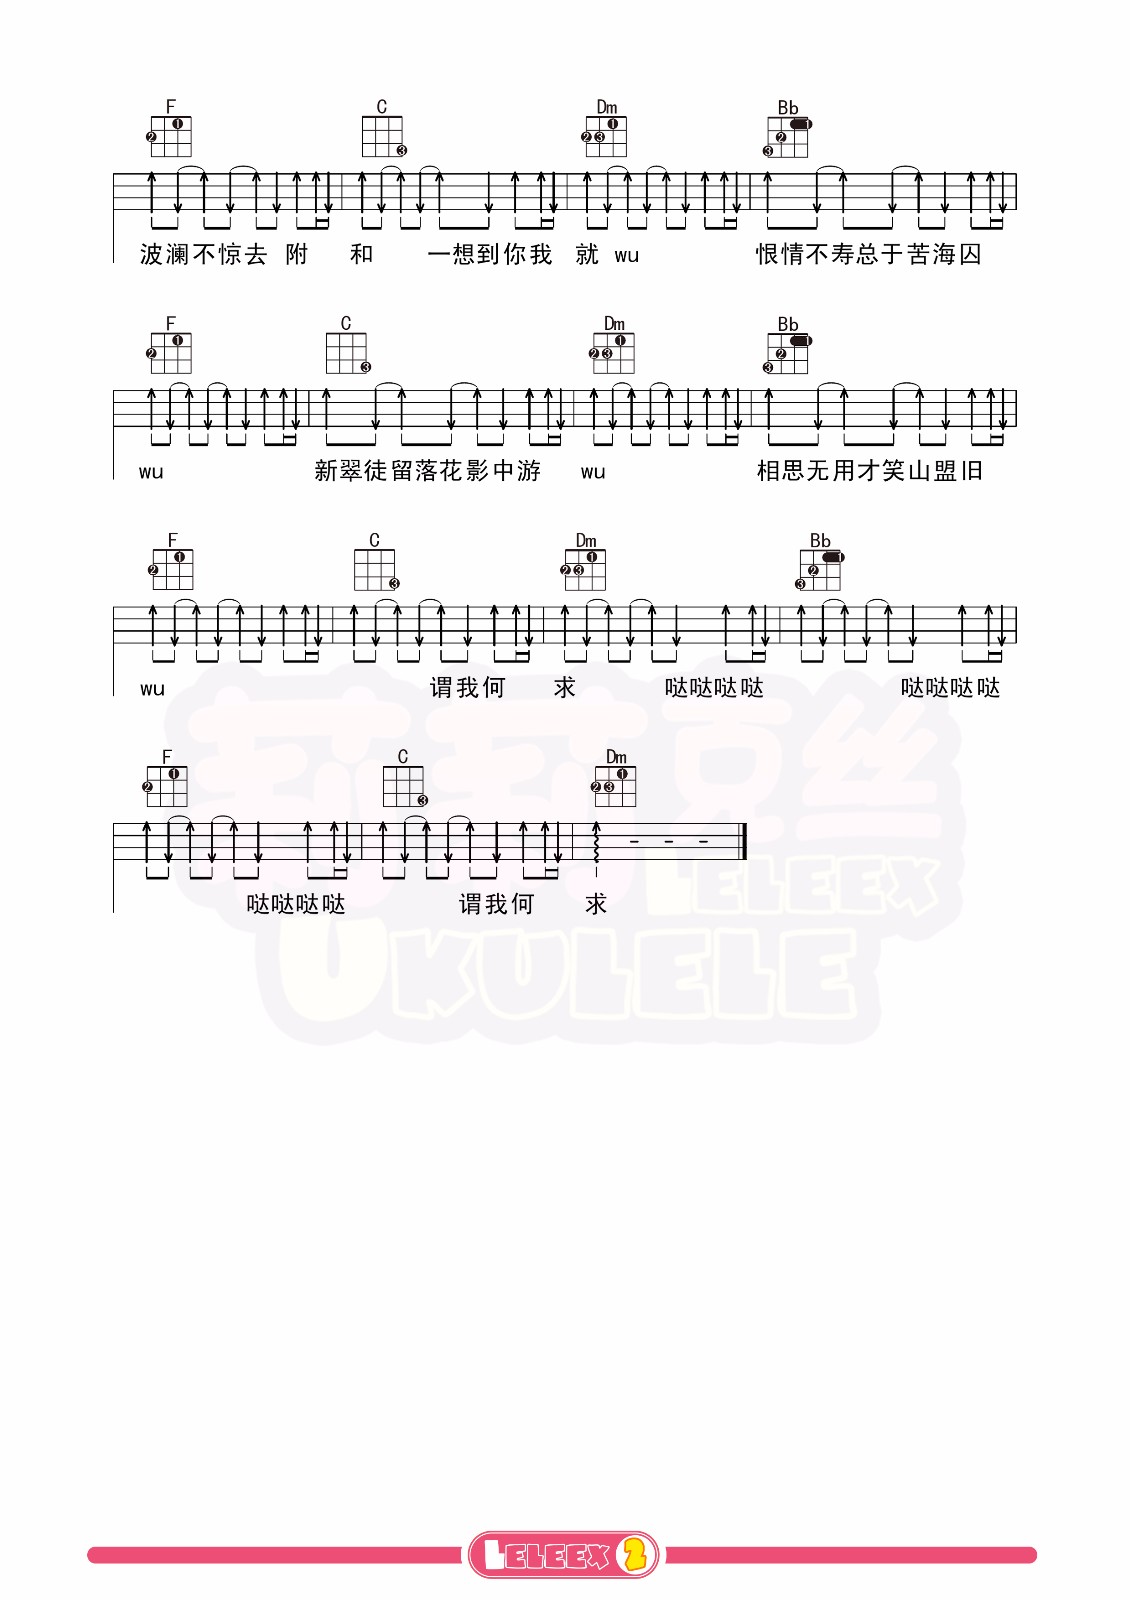 F C Dm Bb
波澜不惊去 附 和 一想到你我 就 wu 恨情不寿总于苦海囚
F C Dm Bb
wu 新翠徒留落花影中游 wu 相思无用才笑山盟旧
F C Dm Bb
wu 谓我何 求 哒哒哒哒 哒哒哒哒
F C Dm
哒哒哒哒 谓我何 求
LELEEX
UKULELE
LELEEX 2